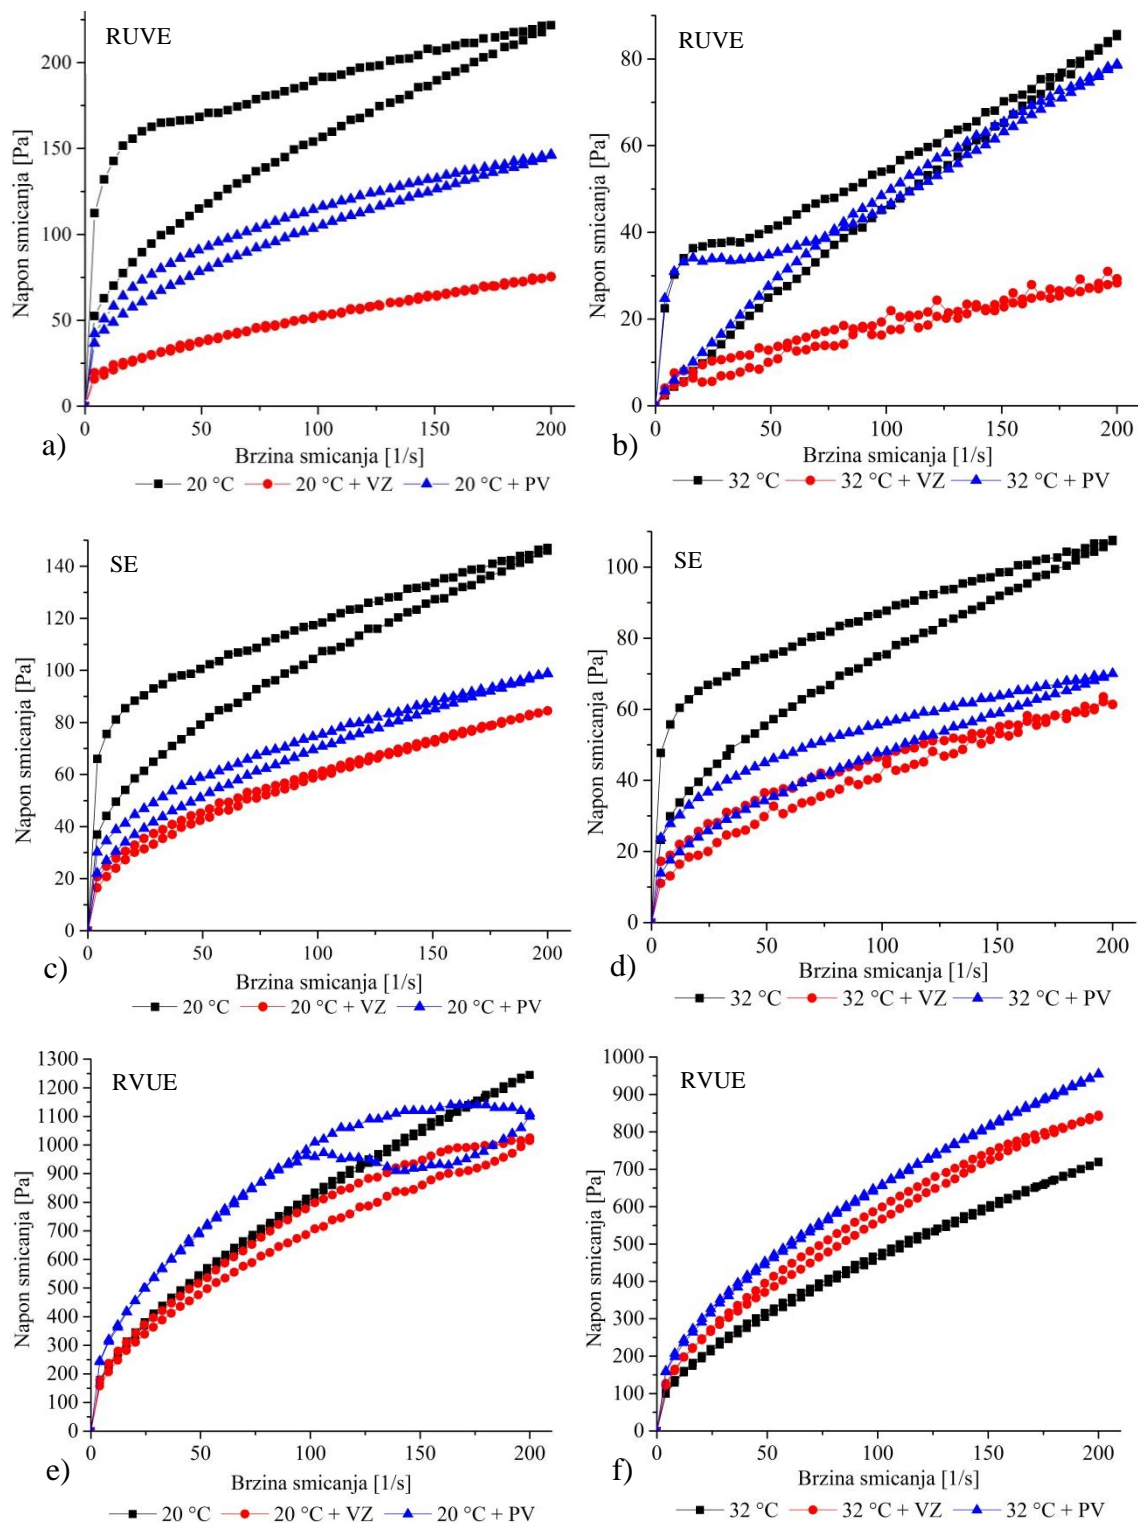 RUVE
Napon smicanja [Pa]
200
150
100
50
0
0 50 100 150 200
a)
Brzina smicanja [1/s]
20 °C 20 °C + VZ 20 °C + PV
RUVE
Napon smicanja [Pa]
80
60
40
20
0
0 50 100 150 200
b)
Brzina smicanja [1/s]
32 °C 32 °C + VZ 32 °C + PV
SE
Napon smicanja [Pa]
140
120
100
80
60
40
20
0
0 50 100 150 200
c)
Brzina smicanja [1/s]
20 °C 20 °C + VZ 20 °C + PV
SE
Napon smicanja [Pa]
100
80
60
40
20
0
0 50 100 150 200
d)
Brzina smicanja [1/s]
32 °C 32 °C + VZ 32 °C + PV
RVUE
Napon smicanja [Pa]
1300
1200
1100
1000
900
800
700
600
500
400
300
200
100
0
0 50 100 150 200
e)
Brzina smicanja [1/s]
20 °C 20 °C + VZ 20 °C + PV
RVUE
Napon smicanja [Pa]
1000
900
800
700
600
500
400
300
200
100
0
0 50 100 150 200
f)
Brzina smicanja [1/s]
32 °C 32 °C + VZ 32 °C + PV